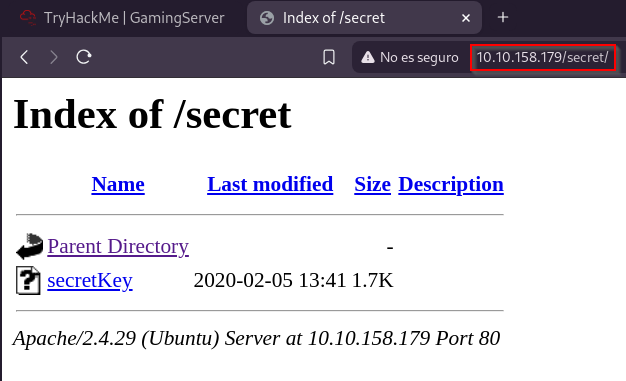 TryHackMe | GamingServer
Index of /secret
No es seguro 10.10.158.179/secret/
Index of /secret
Name Last modified Size Description
Parent Directory -
secretKey 2020-02-05 13:41 1.7K
Apache/2.4.29 (Ubuntu) Server at 10.10.158.179 Port 80